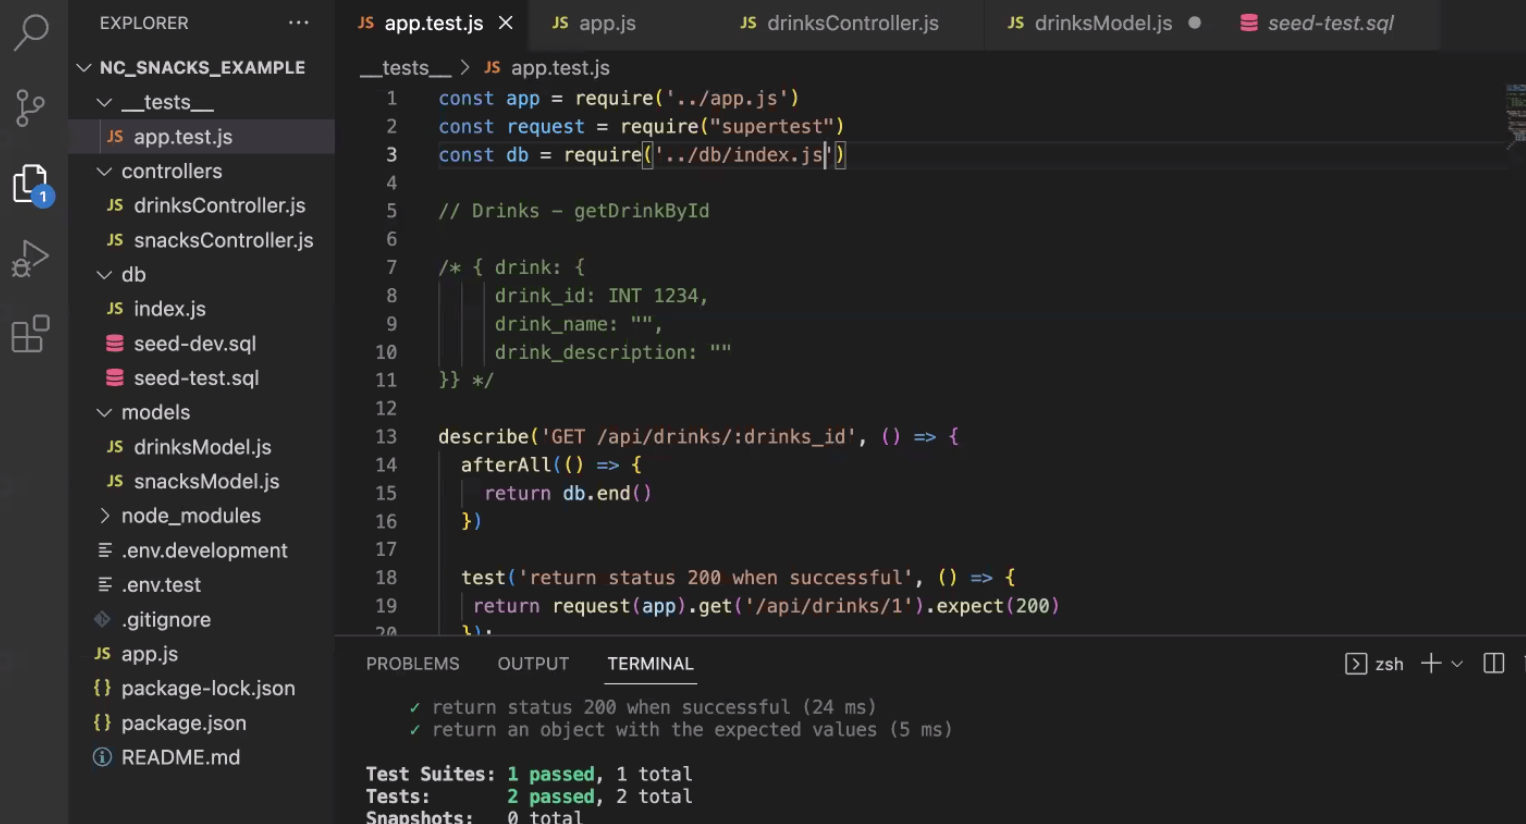 EXPLORER ...
NC_SNACKS_EXAMPLE
__tests__
JS app.test.js
controllers
JS drinksController.js
JS snacksController.js
db
JS index.js
seed-dev.sql
seed-test.sql
models
JS drinksModel.js
JS snacksModel.js
node_modules
.env.development
.env.test
.gitignore
JS app.js
{} package-lock.json
{} package.json
README.md
1
JS app.test.js JS app.js JS drinksController.js JS drinksModel.js seed-test.sql
__tests__ > JS app.test.js
1 const app = require('../app.js')
2 const request = require("supertest")
3 const db = require('../db/index.js')
4
5 // Drinks – getDrinkById
6
7 /* { drink: {
8 drink_id: INT 1234,
9 drink_name: "",
10 drink_description: ""
11 }} */
12
13 describe('GET /api/drinks/:drinks_id', () => {
14 afterAll(() => {
15 return db.end()
16 })
17
18 test('return status 200 when successful', () => {
19 return request(app).get('/api/drinks/1').expect(200)
20 });
PROBLEMS OUTPUT TERMINAL zsh
✓ return status 200 when successful (24 ms)
✓ return an object with the expected values (5 ms)
Test Suites: 1 passed, 1 total
Tests: 2 passed, 2 total
Snapshots: 0 total